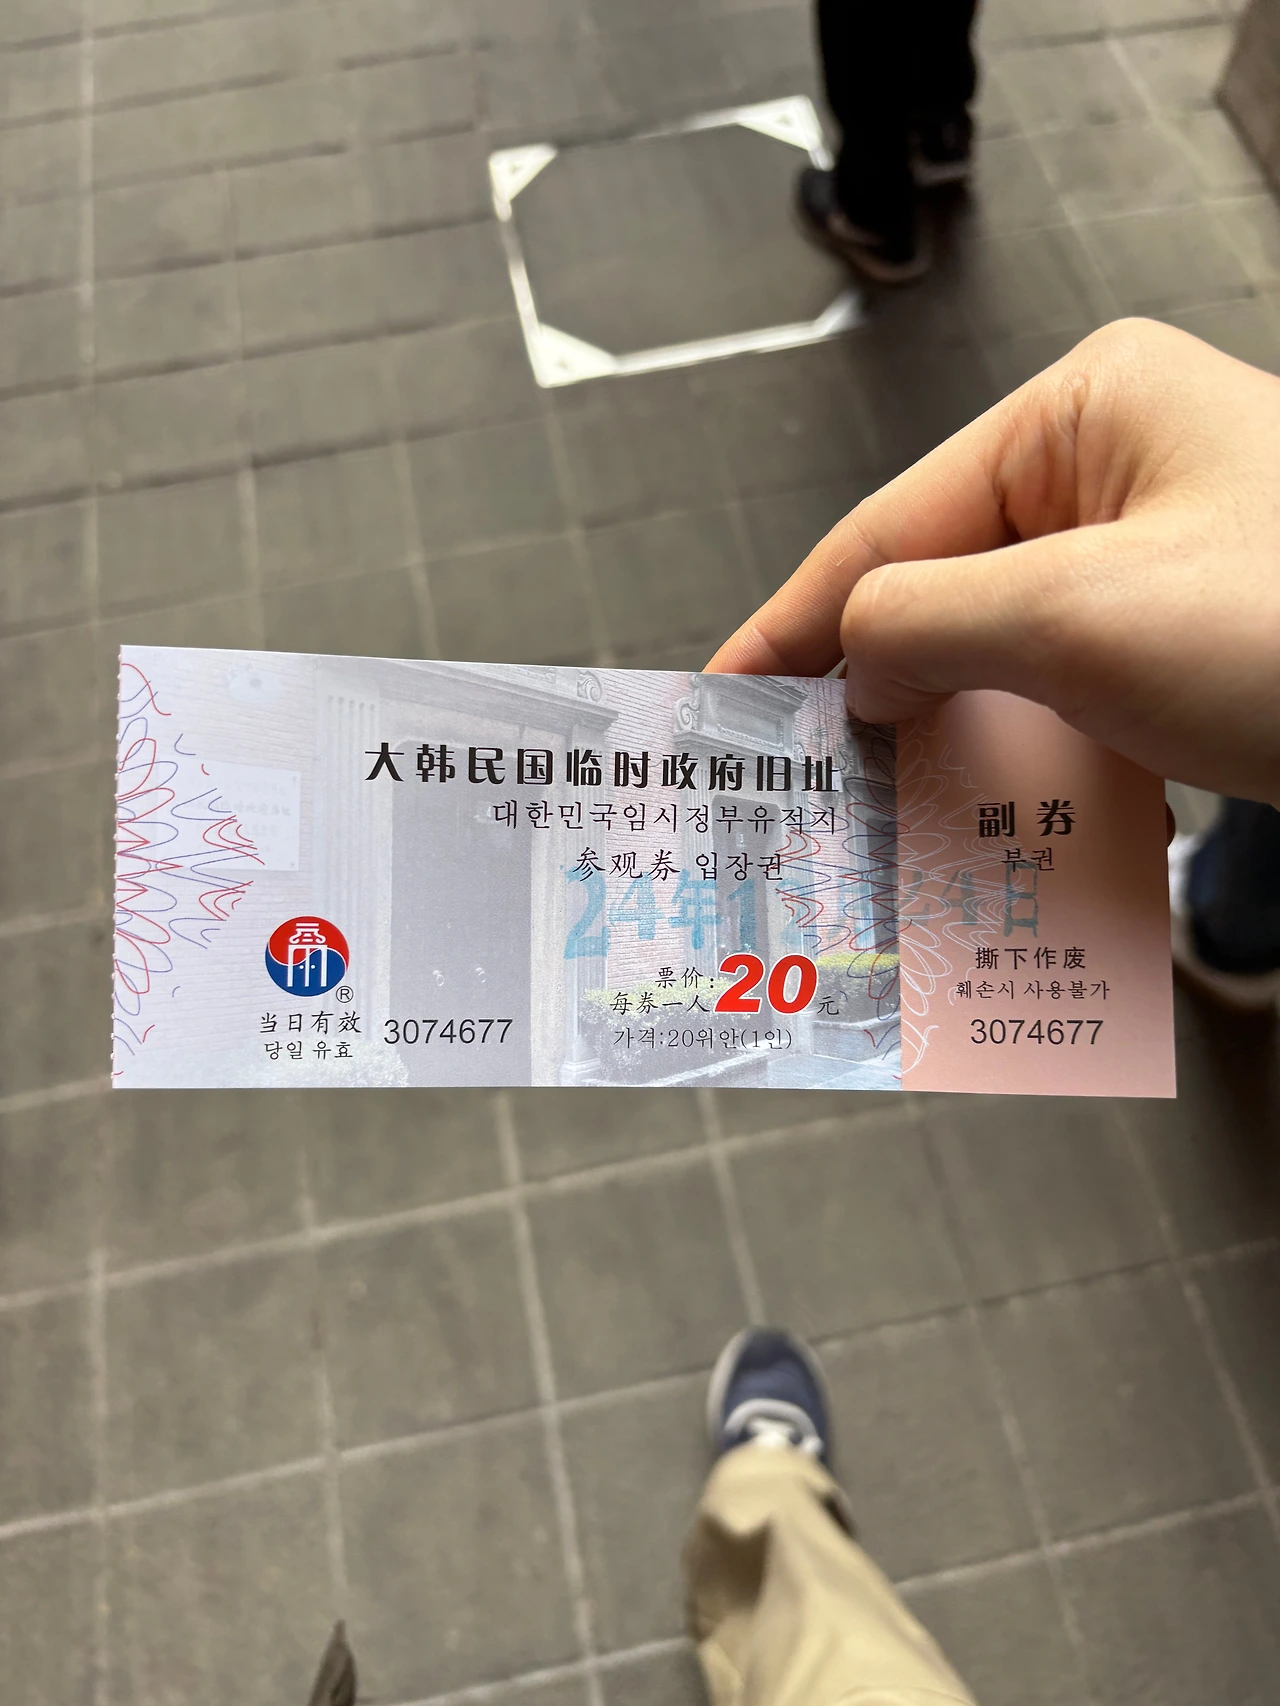 大韩民国临时政府旧址
대한민국임시정부유적지
参观券 입장권
票价:
每券一人 20 元
가격:20위안(1인)
®
当日有效
당일 유효
3074677
副券
부권
撕下作废
훼손시 사용불가
3074677